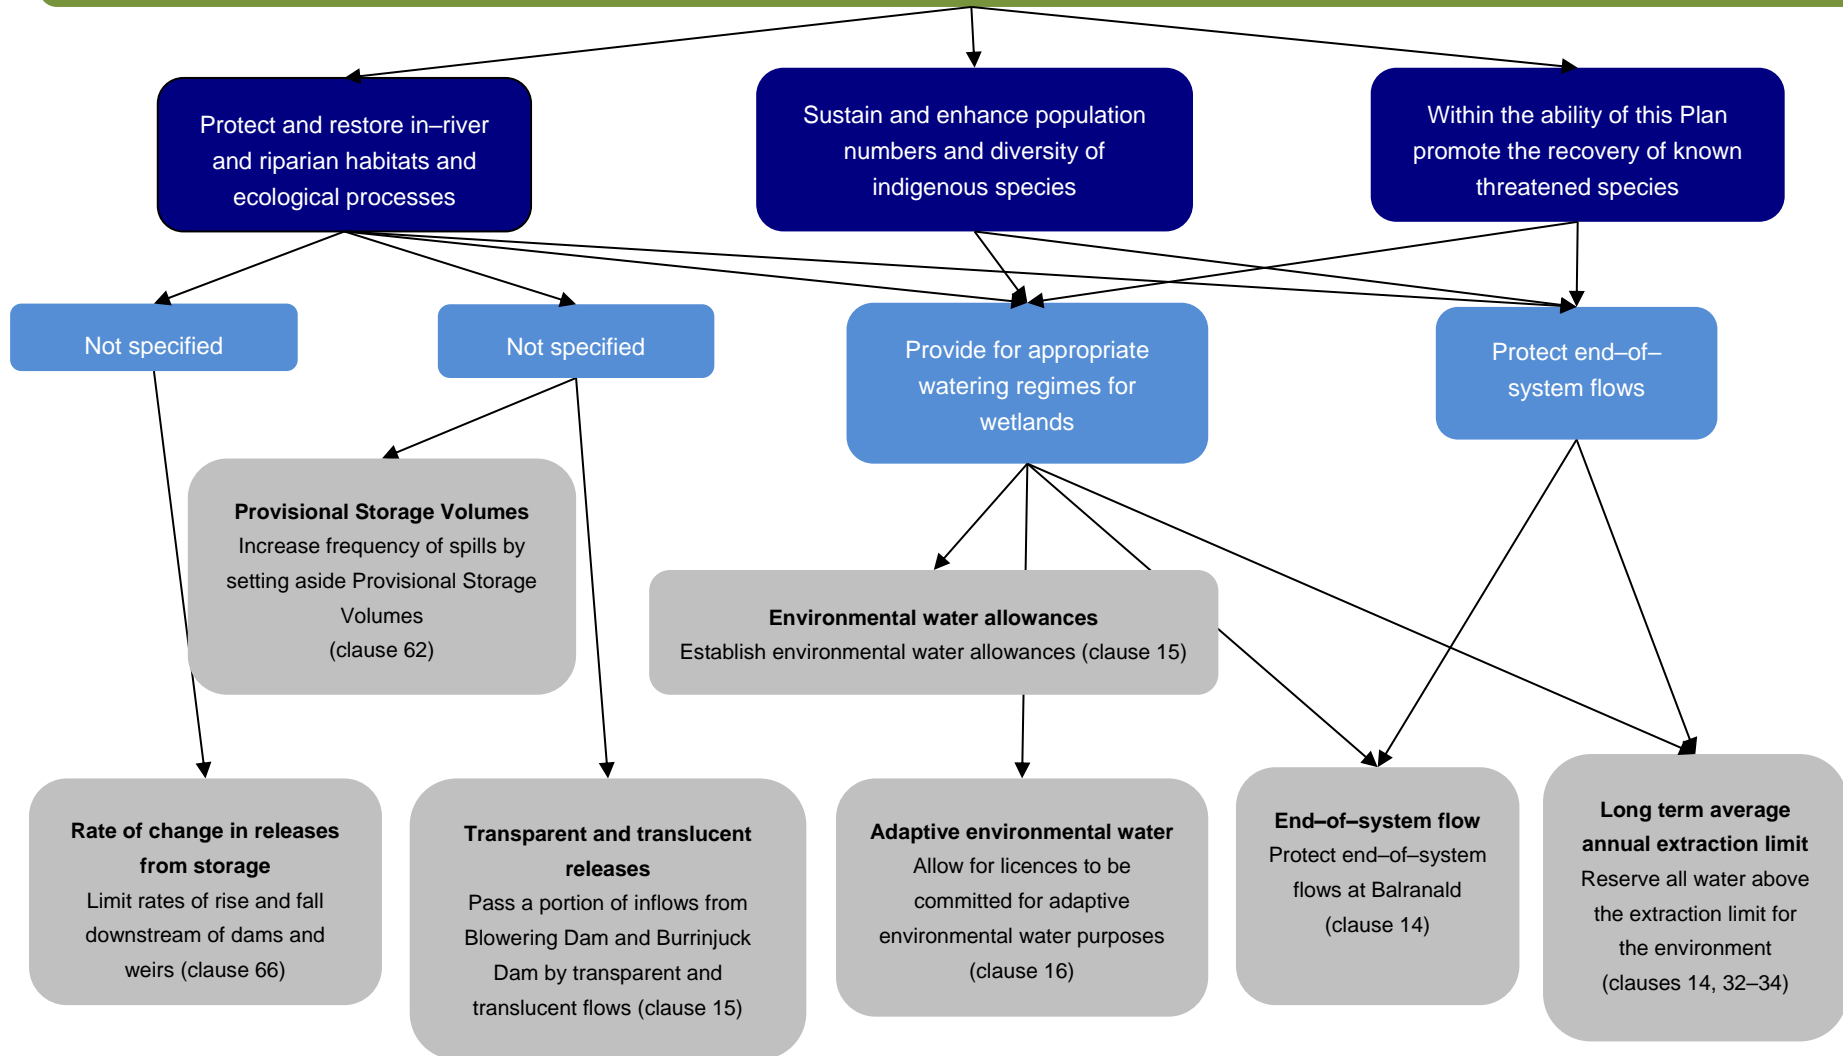 Protect and restore in–river
and riparian habitats and
ecological processes
Sustain and enhance population
numbers and diversity of
indigenous species
Within the ability of this Plan
promote the recovery of known
threatened species
Not specified
Not specified
Provide for appropriate
watering regimes for
wetlands
Protect end–of–
system flows
Provisional Storage Volumes
Increase frequency of spills by
setting aside Provisional Storage
Volumes
(clause 62)
Environmental water allowances
Establish environmental water allowances (clause 15)
Rate of change in releases
from storage
Limit rates of rise and fall
downstream of dams and
weirs (clause 66)
Transparent and translucent
releases
Pass a portion of inflows from
Blowering Dam and Burrinjuck
Dam by transparent and
translucent flows (clause 15)
Adaptive environmental water
Allow for licences to be
committed for adaptive
environmental water purposes
(clause 16)
End–of–system flow
Protect end–of–system
flows at Balranald
(clause 14)
Long term average
annual extraction limit
Reserve all water above
the extraction limit for
the environment
(clauses 14, 32–34)